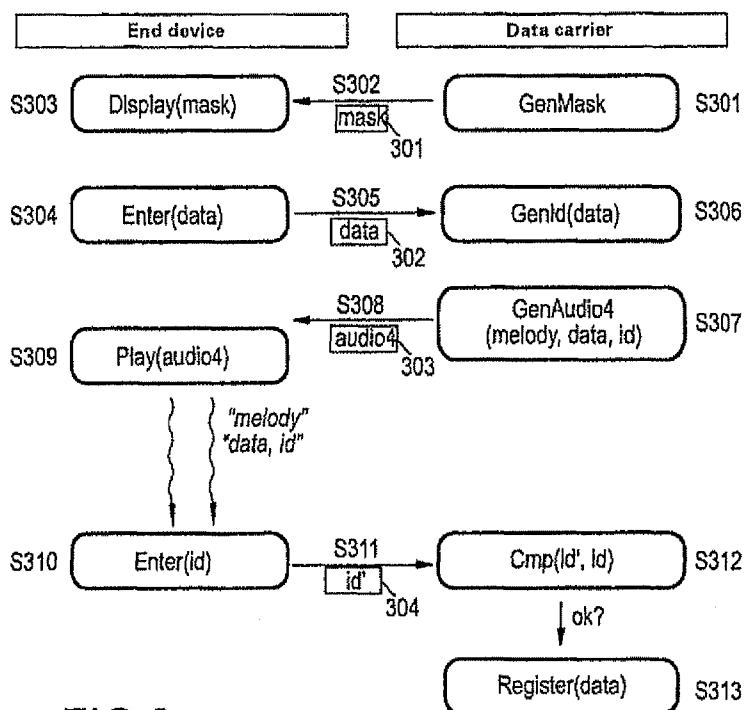 End device
Data carrier
S303
Display(mask)
S302
mask
301
GenMask
S301
S304
Enter(data)
S305
data
302
GenId(data)
S306
S308
audio4
303
GenAudio4
(melody, data, id)
S307
S309
Play(audio4)
"melody"
"data, id"
S310
Enter(id)
S311
id'
304
Cmp(id', id)
S312
ok?
Register(data)
S313